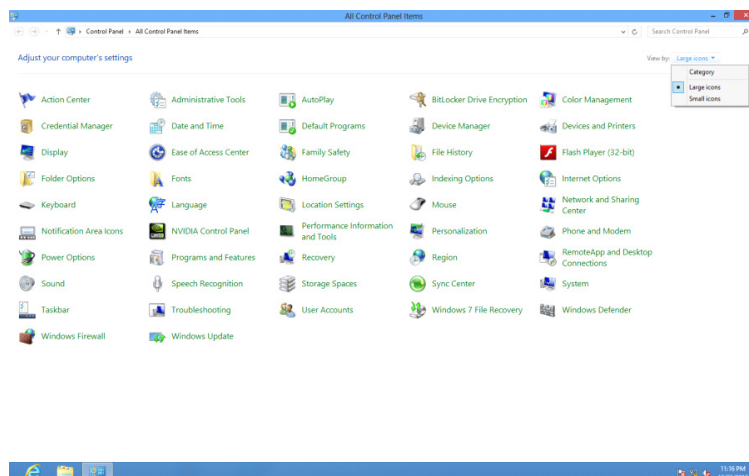 All Control Panel Items
Control Panel All Control Panel Items
Search Control Panel
Adjust your computer's settings
View by: Large icons
Category
Large icons
Small icons
Action Center
Administrative Tools
AutoPlay
BitLocker Drive Encryption
Color Management
Credential Manager
Date and Time
Default Programs
Device Manager
Devices and Printers
Display
Ease of Access Center
Family Safety
File History
Flash Player (32-bit)
Folder Options
Fonts
HomeGroup
Indexing Options
Internet Options
Keyboard
Language
Location Settings
Mouse
Network and Sharing
Center
Notification Area Icons
NVIDIA Control Panel
Performance Information
and Tools
Personalization
Phone and Modem
Power Options
Programs and Features
Recovery
Region
RemoteApp and Desktop
Connections
Sound
Speech Recognition
Storage Spaces
Sync Center
System
Taskbar
Troubleshooting
User Accounts
Windows 7 File Recovery
Windows Defender
Windows Firewall
Windows Update
11:16 PM